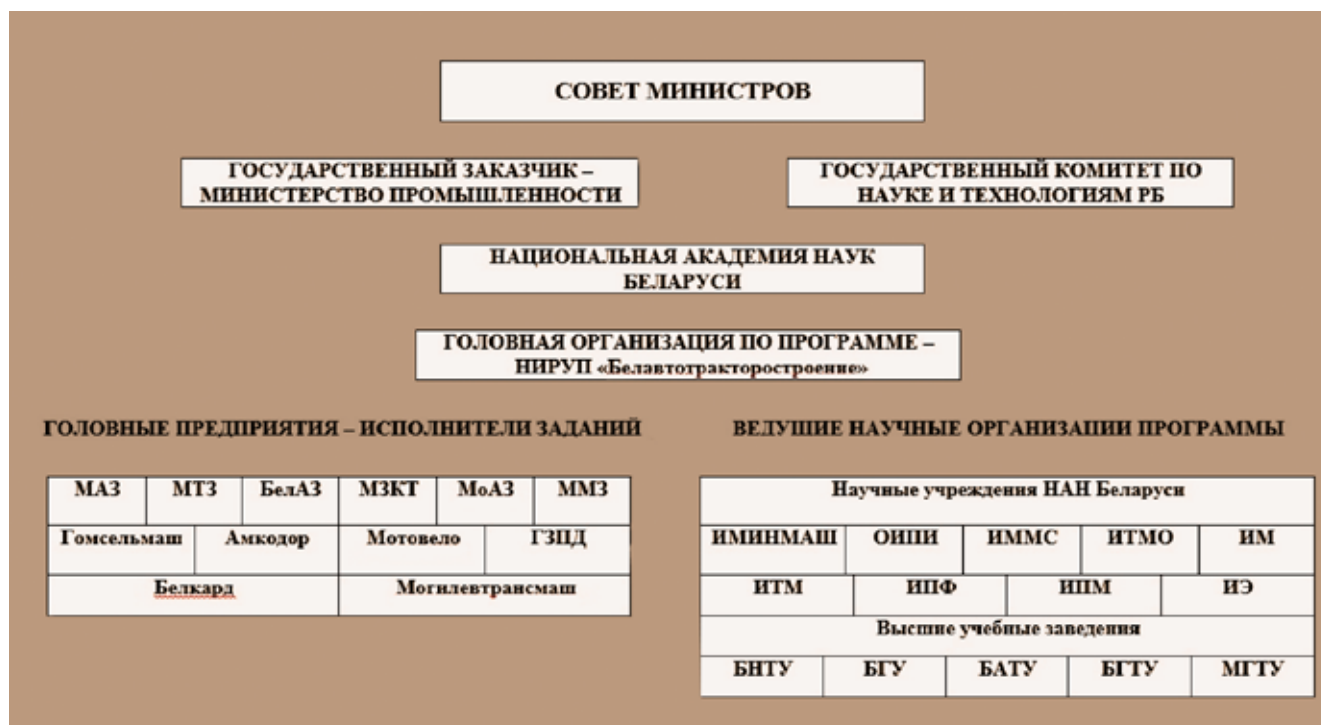 СОВЕТ МИНИСТРОВ
ГОСУДАРСТВЕННЫЙ ЗАКАЗЧИК –
МИНИСТЕРСТВО ПРОМЫШЛЕННОСТИ
ГОСУДАРСТВЕННЫЙ КОМИТЕТ ПО
НАУКЕ И ТЕХНОЛОГИЯМ РБ
НАЦИОНАЛЬНАЯ АКАДЕМИЯ НАУК
БЕЛАРУСИ
ГОЛОВНАЯ ОРГАНИЗАЦИЯ ПО ПРОГРАММЕ –
НИРУП «Белавтотракторостроение»
ГОЛОВНЫЕ ПРЕДПРИЯТИЯ – ИСПОЛНИТЕЛИ ЗАДАНИЙ
МАЗ МТЗ БелАЗ МЗКТ МоАЗ ММЗ
Гомсельмаш Амкодор Мотовело ГЗПД
Белкард Могилевтрансмаш
ВЕДУШИЕ НАУЧНЫЕ ОРГАНИЗАЦИИ ПРОГРАММЫ
Научные учреждения НАН Беларуси
ИМИНМАШ ОИПИ ИММС ИТМО ИМ
ИТМ ИПФ ИПМ ИЭ
Высшие учебные заведения
БНТУ БГУ БАТУ БГТУ МГТУ